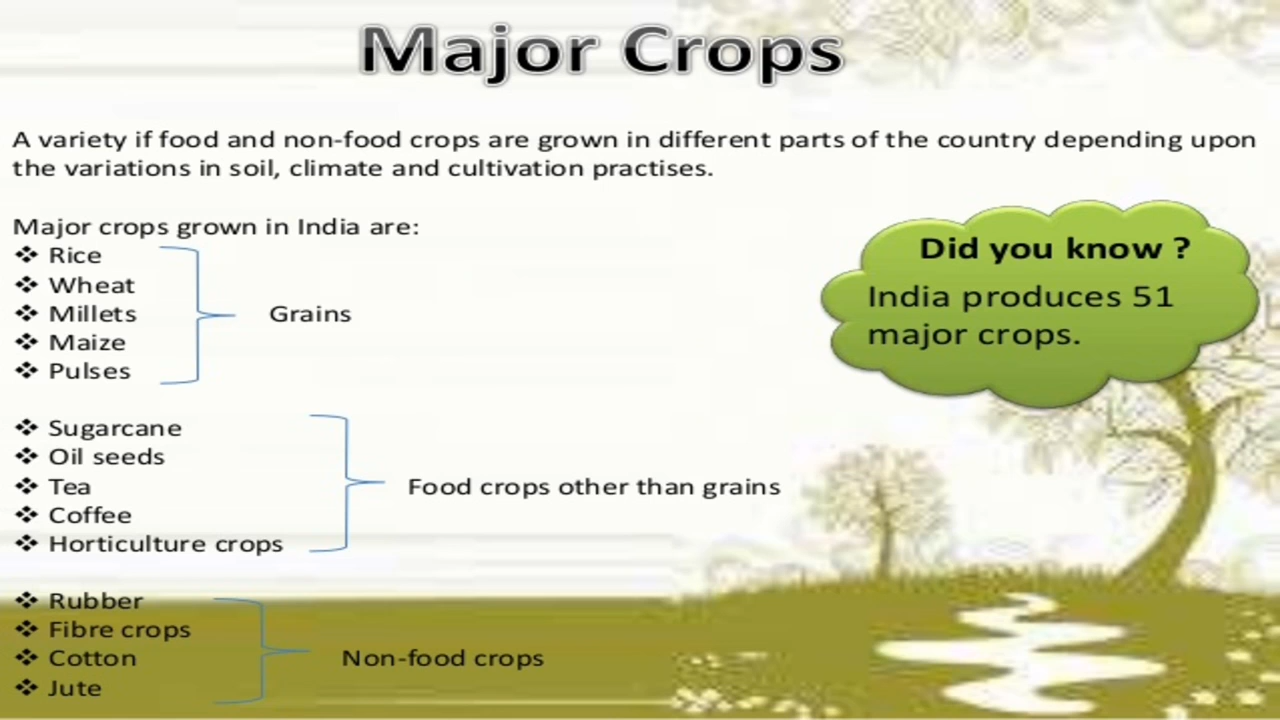 Major Crops
A variety if food and non-food crops are grown in different parts of the country depending upon
the variations in soil, climate and cultivation practises.
Major crops grown in India are:
❖ Rice
❖ Wheat
❖ Millets
❖ Maize
❖ Pulses
Grains
❖ Sugarcane
❖ Oil seeds
❖ Tea
❖ Coffee
❖ Horticulture crops
Food crops other than grains
❖ Rubber
❖ Fibre crops
❖ Cotton
❖ Jute
Non-food crops
Did you know ?
India produces 51
major crops.